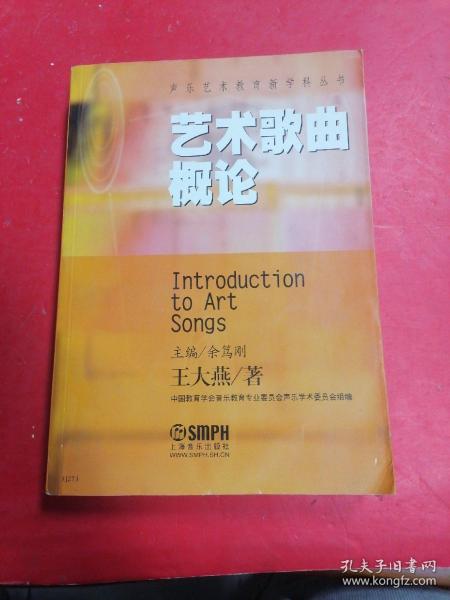 声乐艺术教育新学科丛书
艺术歌曲
概论
Introduction
to Art
Songs
主编/余笃刚
王大燕/著
中国教育学会音乐教育专业委员会声乐学术委员会组编
SMPH
上海音乐出版社
WWW.SMPH.SH.CN
孔夫子旧书网
www.kongfz.com